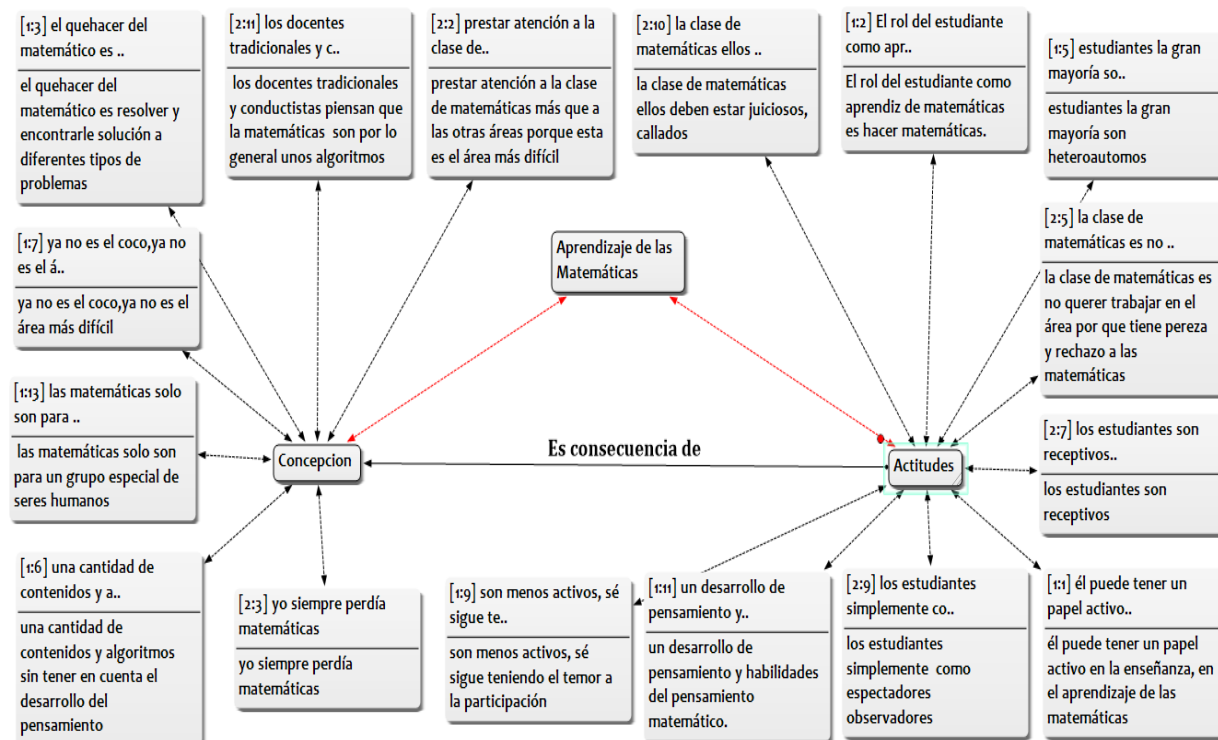 [1:3] el quehacer del
matemático es ..
el quehacer del
matemático es resolver y
encontrarle solución a
diferentes tipos de
problemas
[2:11] los docentes
tradicionales y c..
los docentes tradicionales
y conductistas piensan que
la matemáticas son por lo
general unos algoritmos
[2:2] prestar atención a la
clase de..
prestar atención a la clase
de matemáticas más que a
las otras áreas porque esta
es el área más difícil
[2:10] la clase de
matemáticas ellos ..
la clase de matemáticas
ellos deben estar juiciosos,
callados
[1:2] El rol del estudiante
como apr..
El rol del estudiante como
aprendiz de matemáticas
es hacer matemáticas.
[1:5] estudiantes la gran
mayoría so..
estudiantes la gran
mayoría son
heteroautomos
[1:7] ya no es el coco,ya no
es el á..
ya no es el coco,ya no es el
área más difícil
Aprendizaje de las
Matemáticas
[2:5] la clase de
matemáticas es no ..
la clase de matemáticas es
no querer trabajar en el
área por que tiene pereza
y rechazo a las
matemáticas
[1:13] las matemáticas solo
son para ..
las matemáticas solo son
para un grupo especial de
seres humanos
Concepcion
Es consecuencia de
Actitudes
[2:7] los estudiantes son
receptivos..
los estudiantes son
receptivos
[1:6] una cantidad de
contenidos y a..
una cantidad de
contenidos y algoritmos
sin tener en cuenta el
desarrollo del
pensamiento
[2:3] yo siempre perdía
matemáticas
yo siempre perdía
matemáticas
[1:9] son menos activos, sé
sigue te..
son menos activos, sé
sigue teniendo el temor a
la participación
[1:11] un desarrollo de
pensamiento y..
un desarrollo de
pensamiento y habilidades
del pensamiento
matemático.
[2:9] los estudiantes
simplemente co..
los estudiantes
simplemente como
espectadores
observadores
[1:1] él puede tener un
papel activo..
él puede tener un papel
activo en la enseñanza, en
el aprendizaje de las
matemáticas